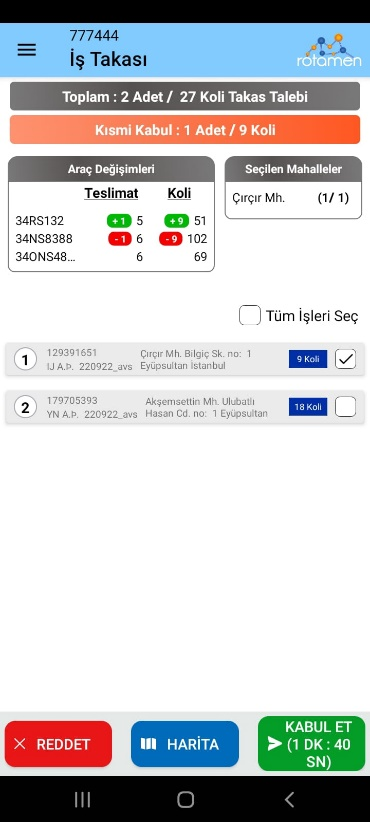 777444
İş Takası
rotamen
Toplam : 2 Adet / 27 Koli Takas Talebi
Kısmi Kabul : 1 Adet / 9 Koli
Araç Değişimleri
Teslimat Koli
34RS132 + 1 5 + 9 51
34NS8388 - 1 6 - 9 102
34ONS48... 6 69
Seçilen Mahalleler
Çırçır Mh. (1/ 1)
Tüm İşleri Seç
1
129391651
IJ A.Þ. 220922_avs
Çırçır Mh. Bilgiç Sk. no: 1
Eyüpsultan İstanbul
9 Koli
2
179705393
YN A.Þ. 220922_avs
Akşemsettin Mh. Ulubatlı
Hasan Cd. no: 1 Eyüpsultan
18 Koli
REDDET
HARİTA
KABUL ET
(1 DK : 40
SN)